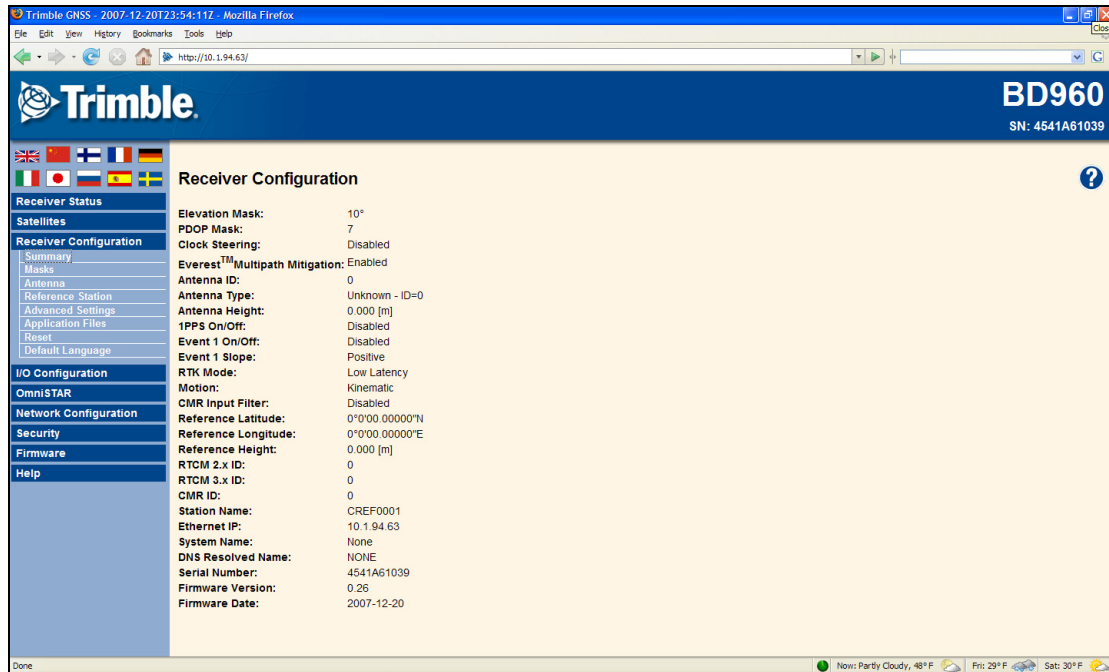 Trimble GNSS - 2007-12-20T23:54:11Z - Mozilla Firefox
File Edit View History Bookmarks Tools Help
Clos
http://10.1.94.63/
G
Trimble.
BD960
SN: 4541A61039
Receiver Status
Satellites
Receiver Configuration
Summary
Masks
Antenna
Reference Station
Advanced Settings
Application Files
Reset
Default Language
I/O Configuration
OmniSTAR
Network Configuration
Security
Firmware
Help
Receiver Configuration
?
Elevation Mask: 10°
PDOP Mask: 7
Clock Steering: Disabled
Everest™Multipath Mitigation: Enabled
Antenna ID: 0
Antenna Type: Unknown - ID=0
Antenna Height: 0.000 [m]
1PPS On/Off: Disabled
Event 1 On/Off: Disabled
Event 1 Slope: Positive
RTK Mode: Low Latency
Motion: Kinematic
CMR Input Filter: Disabled
Reference Latitude: 0°0'00.00000"N
Reference Longitude: 0°0'00.00000"E
Reference Height: 0.000 [m]
RTCM 2.x ID: 0
RTCM 3.x ID: 0
CMR ID: 0
Station Name: CREF0001
Ethernet IP: 10.1.94.63
System Name: None
DNS Resolved Name: NONE
Serial Number: 4541A61039
Firmware Version: 0.26
Firmware Date: 2007-12-20
Done
Now: Partly Cloudy, 48° F Fri: 29° F Sat: 30° F